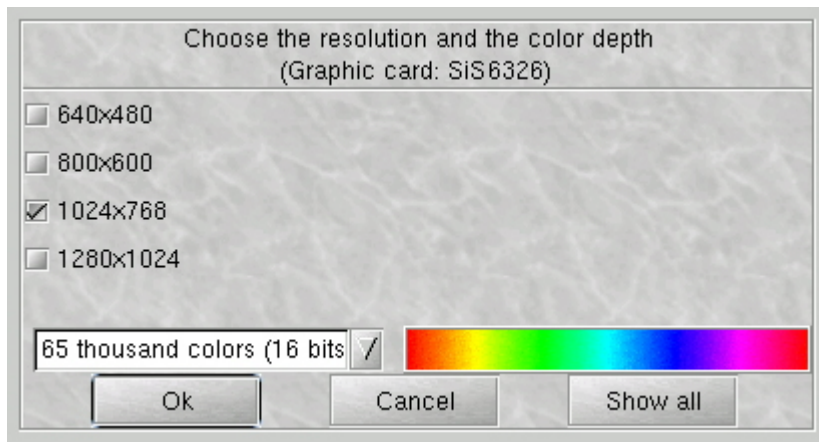 Choose the resolution and the color depth
(Graphic card: SiS6326)
640x480
800x600
1024x768
1280x1024
65 thousand colors (16 bits
Ok Cancel Show all